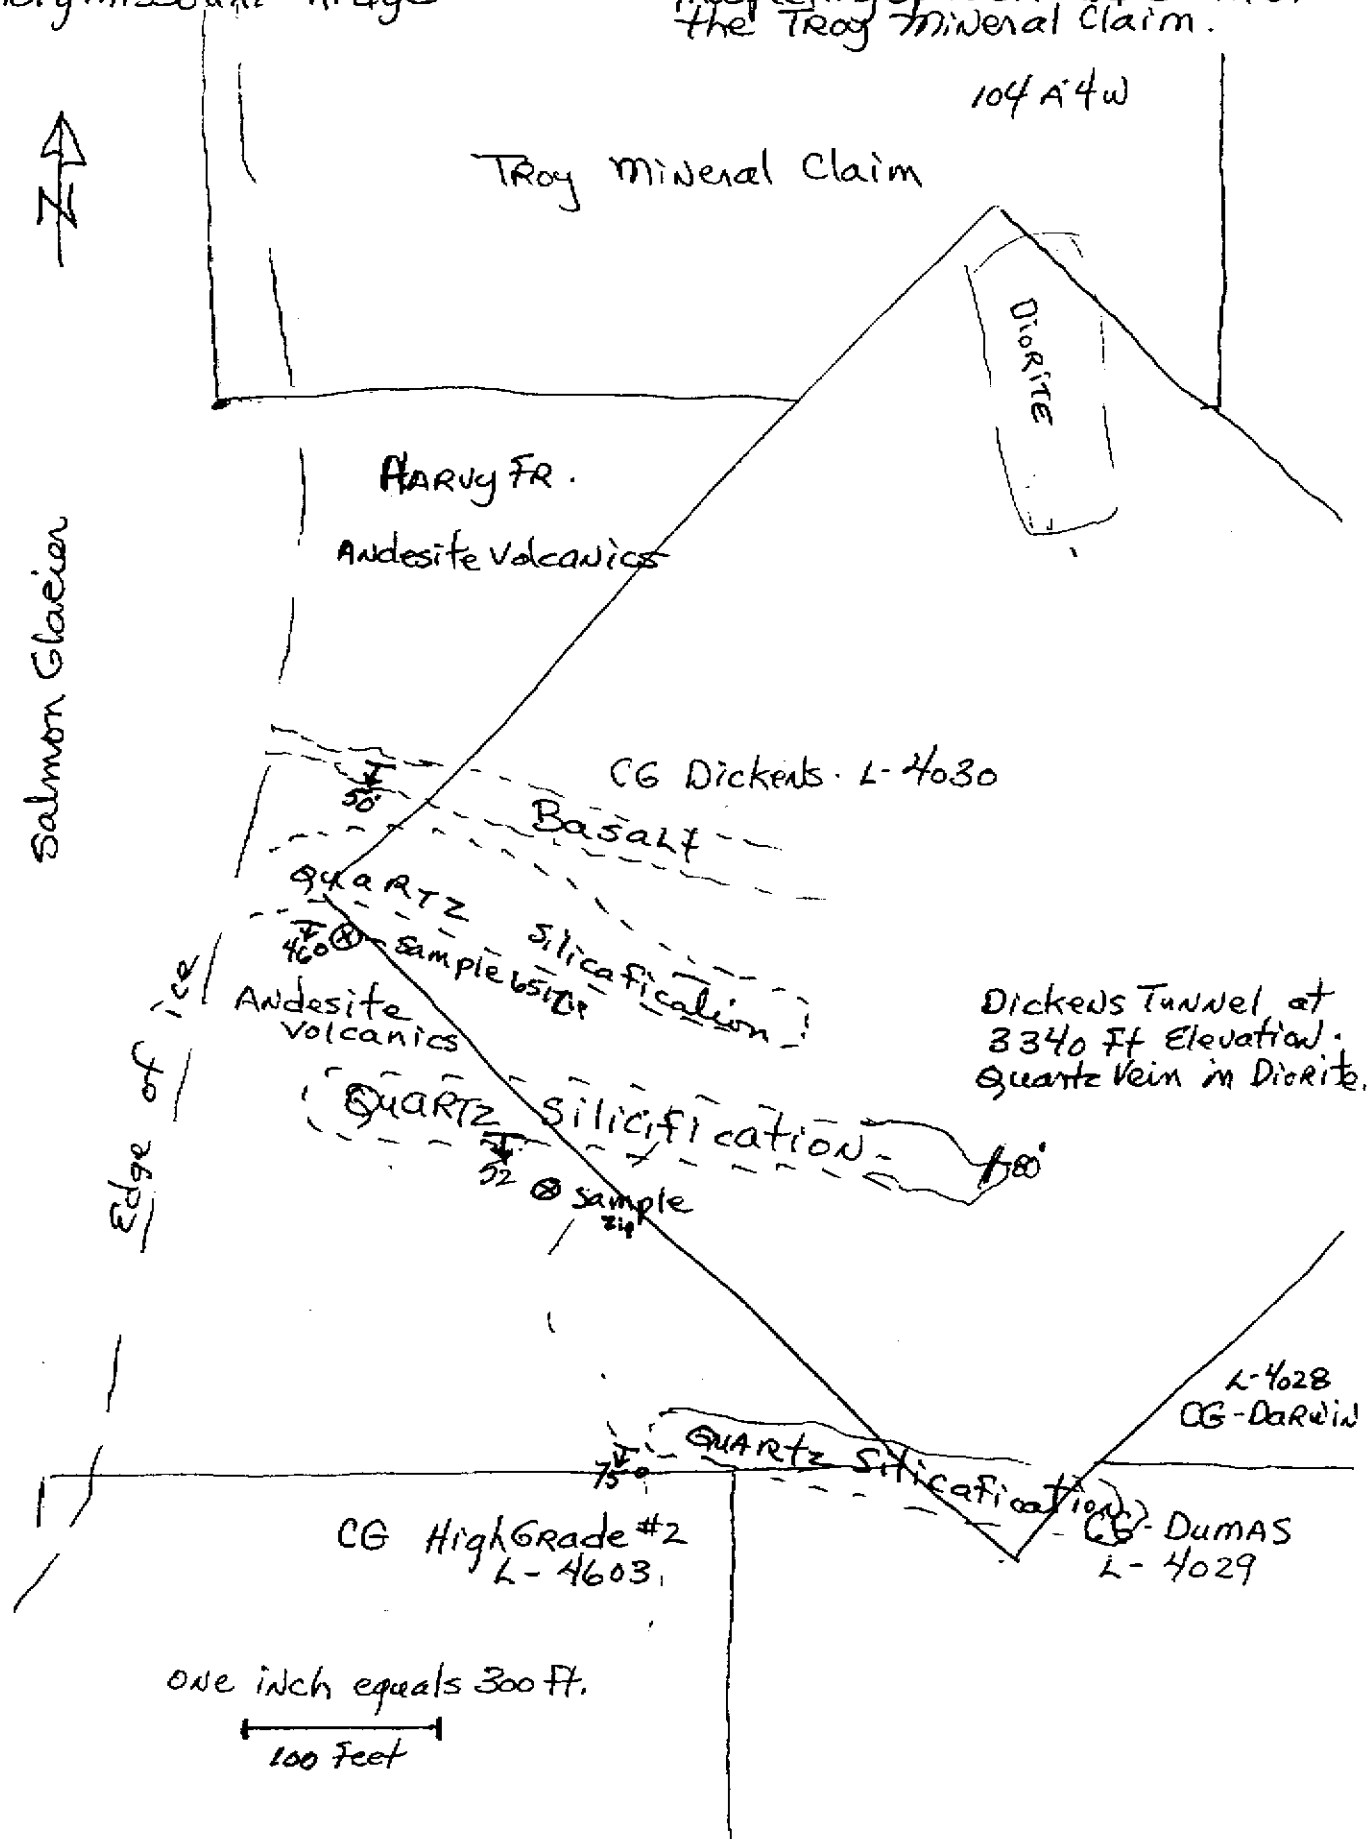 Ridge
the Troy Mineral Claim.
104 A 4W
N
Troy Mineral Claim
DiORiTE
HARVY FR.
Andesite Volcanics
Salmon Glacier
CG Dickens. L-4030
50°
Basalt
Quartz Silicafication
460
Sample
Andesite
Volcanics
Edge of ice
Dickens Tunnel at
3340 Ft Elevation.
Quartz Vein in Diorite.
Quartz Silicification
80°
52
Sample
L-4028
CG-Darwin
Quartz Silicafication
75°
CG HighGrade #2
L-4603
CG-Dumas
L-4029
One inch equals 300 ft.
100 Feet